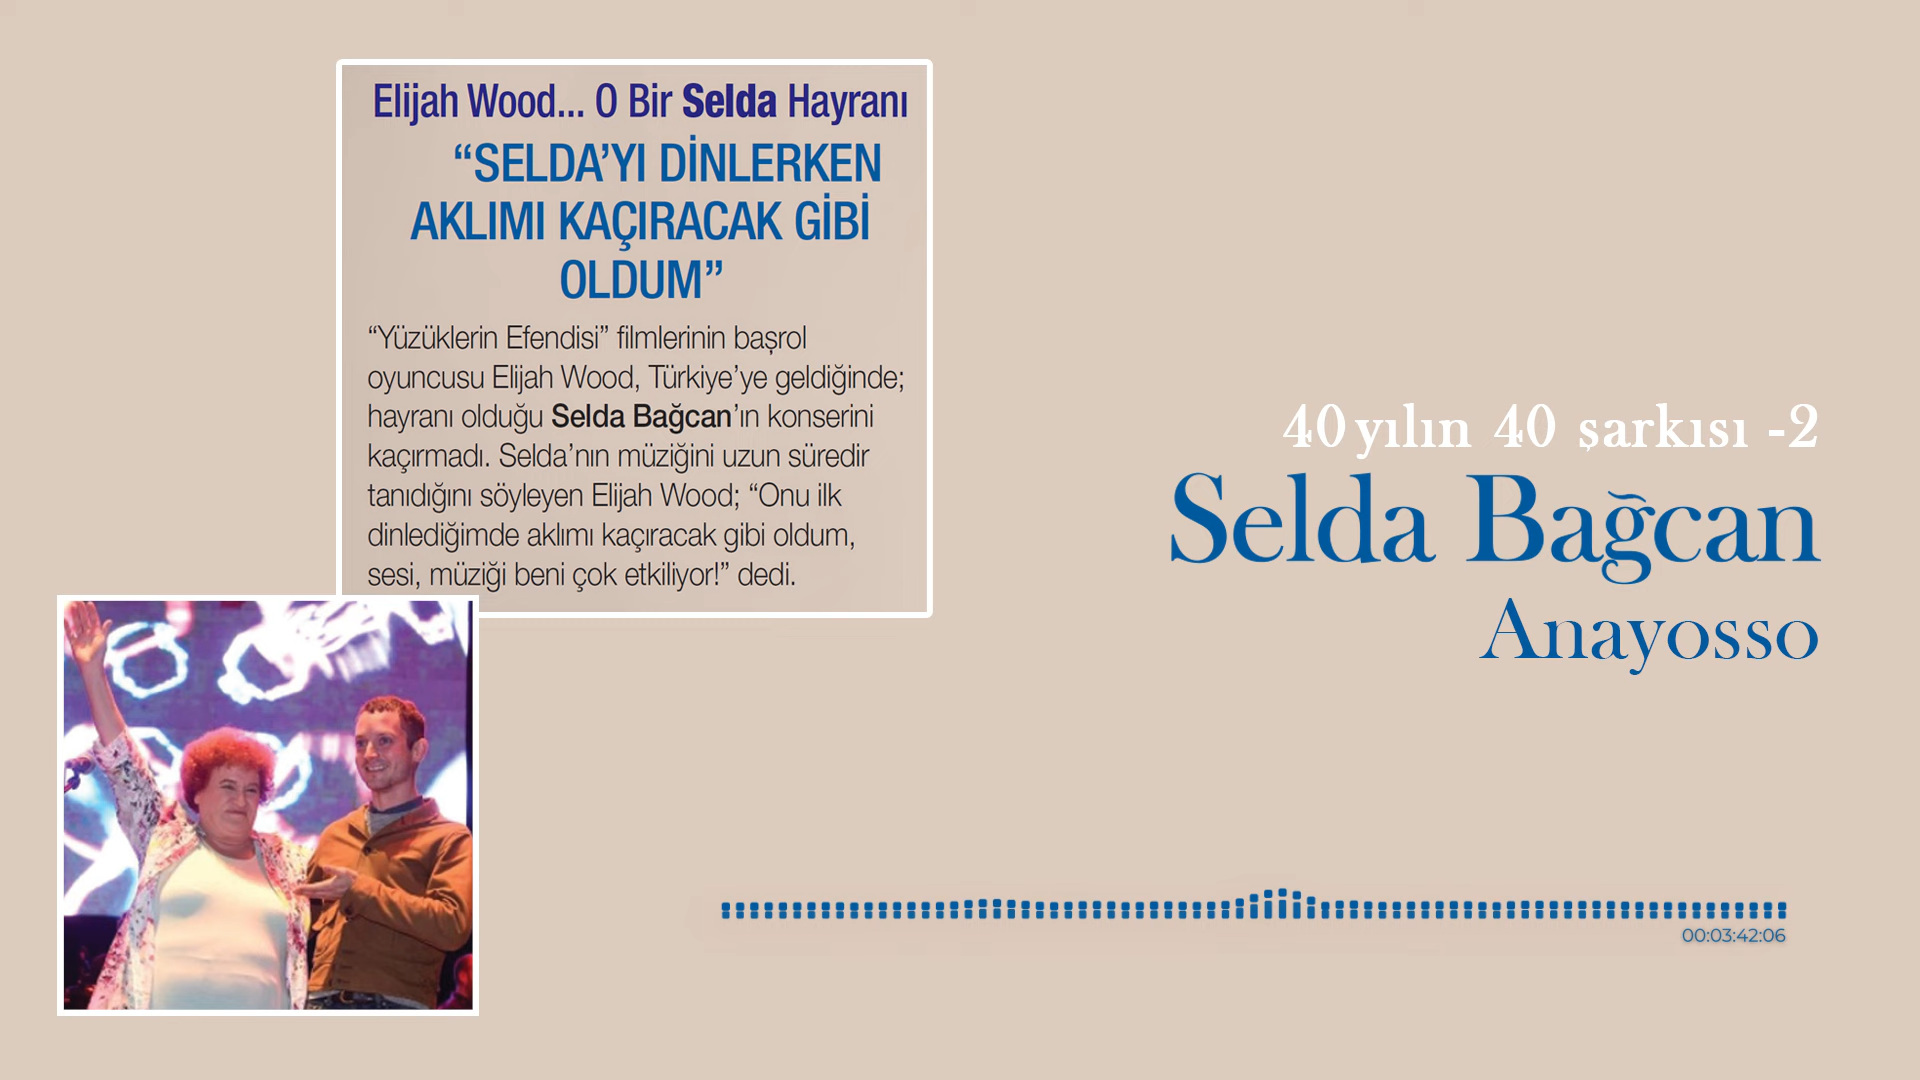 Elijah Wood... O Bir Selda Hayranı
“SELDA’YI DİNLERKEN
AKLIMI KAÇIRACAK GİBİ
OLDUM”
“Yüzüklerin Efendisi” filmlerinin başrol
oyuncusu Elijah Wood, Türkiye’ye geldiğinde;
hayranı olduğu Selda Bağcan’ın konserini
kaçırmadı. Selda’nın müziğini uzun süredir
tanıdığını söyleyen Elijah Wood; “Onu ilk
dinlediğimde aklımı kaçıracak gibi oldum,
sesi, müziği beni çok etkiliyor!” dedi.
40 yılın 40 şarkısı -2
Selda Bağcan
Anayosso
00:03:42:06